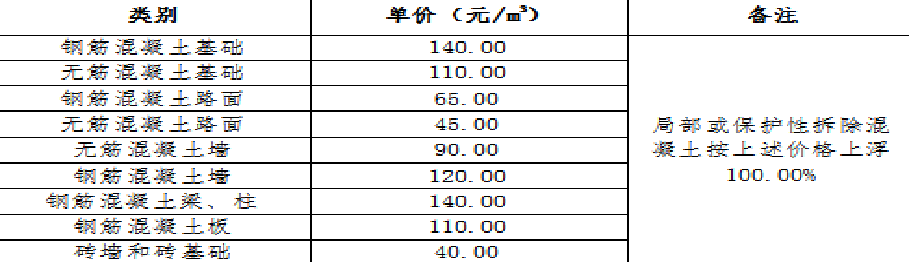 类别 单价（元/m³） 备注
钢筋混凝土基础 140.00
无筋混凝土基础 110.00
钢筋混凝土路面 65.00
无筋混凝土路面 45.00
无筋混凝土墙 90.00
钢筋混凝土墙 120.00
钢筋混凝土梁、柱 140.00
钢筋混凝土板 110.00
砖墙和砖基础 40.00
局部或保护性拆除混
凝土按上述价格上浮
100.00%